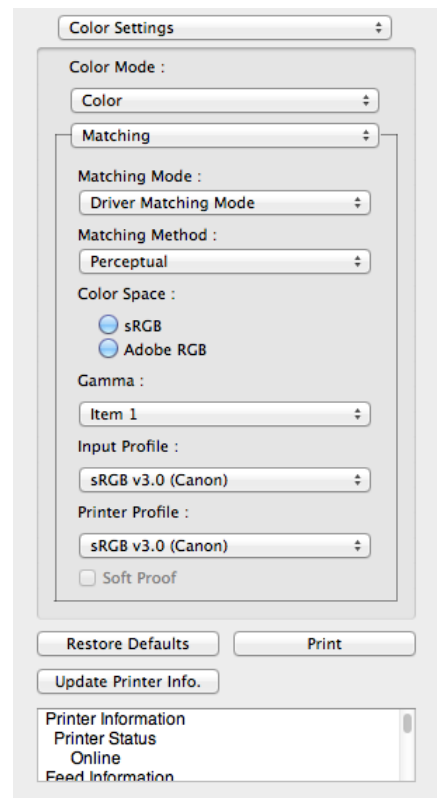 Color Settings
Color Mode :
Color
Matching
Matching Mode :
Driver Matching Mode
Matching Method :
Perceptual
Color Space :
sRGB
Adobe RGB
Gamma :
Item 1
Input Profile :
sRGB v3.0 (Canon)
Printer Profile :
sRGB v3.0 (Canon)
Soft Proof
Restore Defaults Print
Update Printer Info.
Printer Information
Printer Status
Online
Feed Information